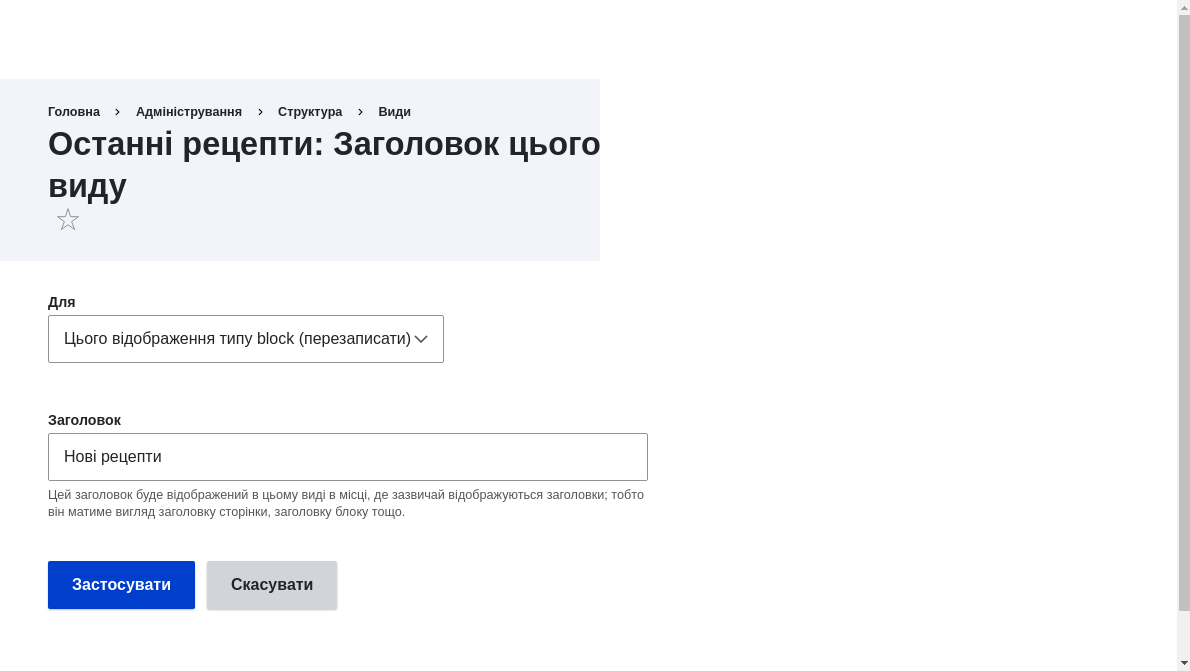 Головна > Адміністрування > Структура > Види
Останні рецепти: Заголовок цього
виду
Для
Цього відображення типу block (перезаписати)
Заголовок
Нові рецепти
Цей заголовок буде відображений в цьому виді в місці, де зазвичай відображуються заголовки; тобто
він матиме вигляд заголовку сторінки, заголовку блоку тощо.
Застосувати Скасувати